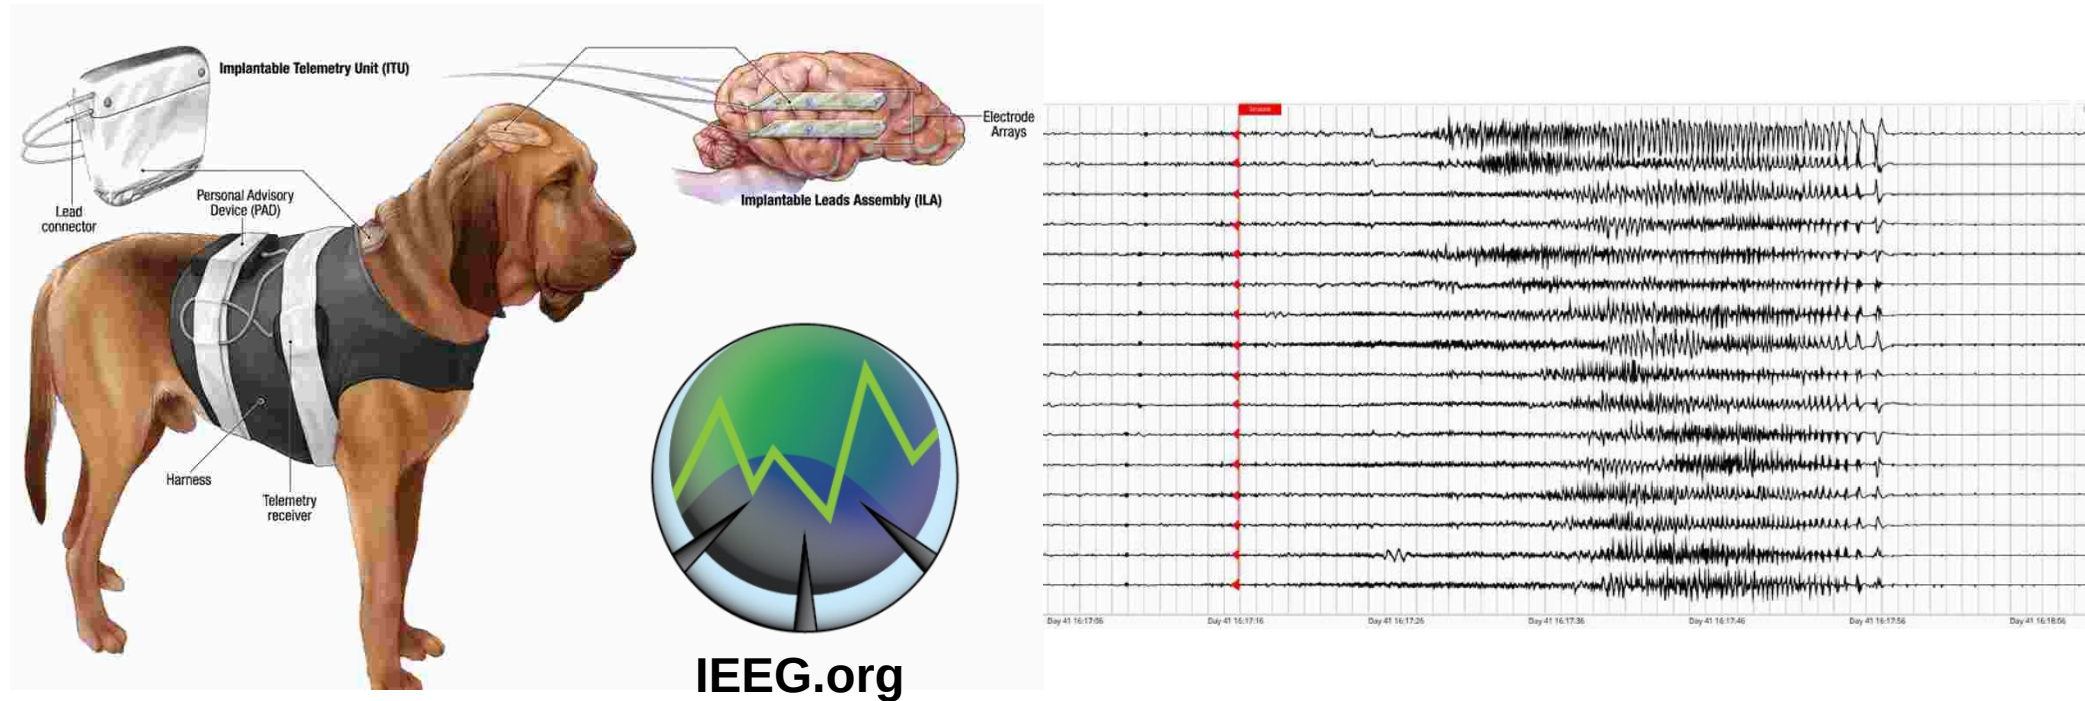 Implantable Telemetry Unit (ITU)
Lead
connector
Personal Advisory
Device (PAD)
Electrode
Arrays
Implantable Leads Assembly (ILA)
Harness
Telemetry
receiver
IEEG.org
Day 41 16:17:06
Day 41 16:17:16
Day 41 16:17:26
Day 41 16:17:36
Day 41 16:17:46
Day 41 16:17:56
Day 41 16:18:06